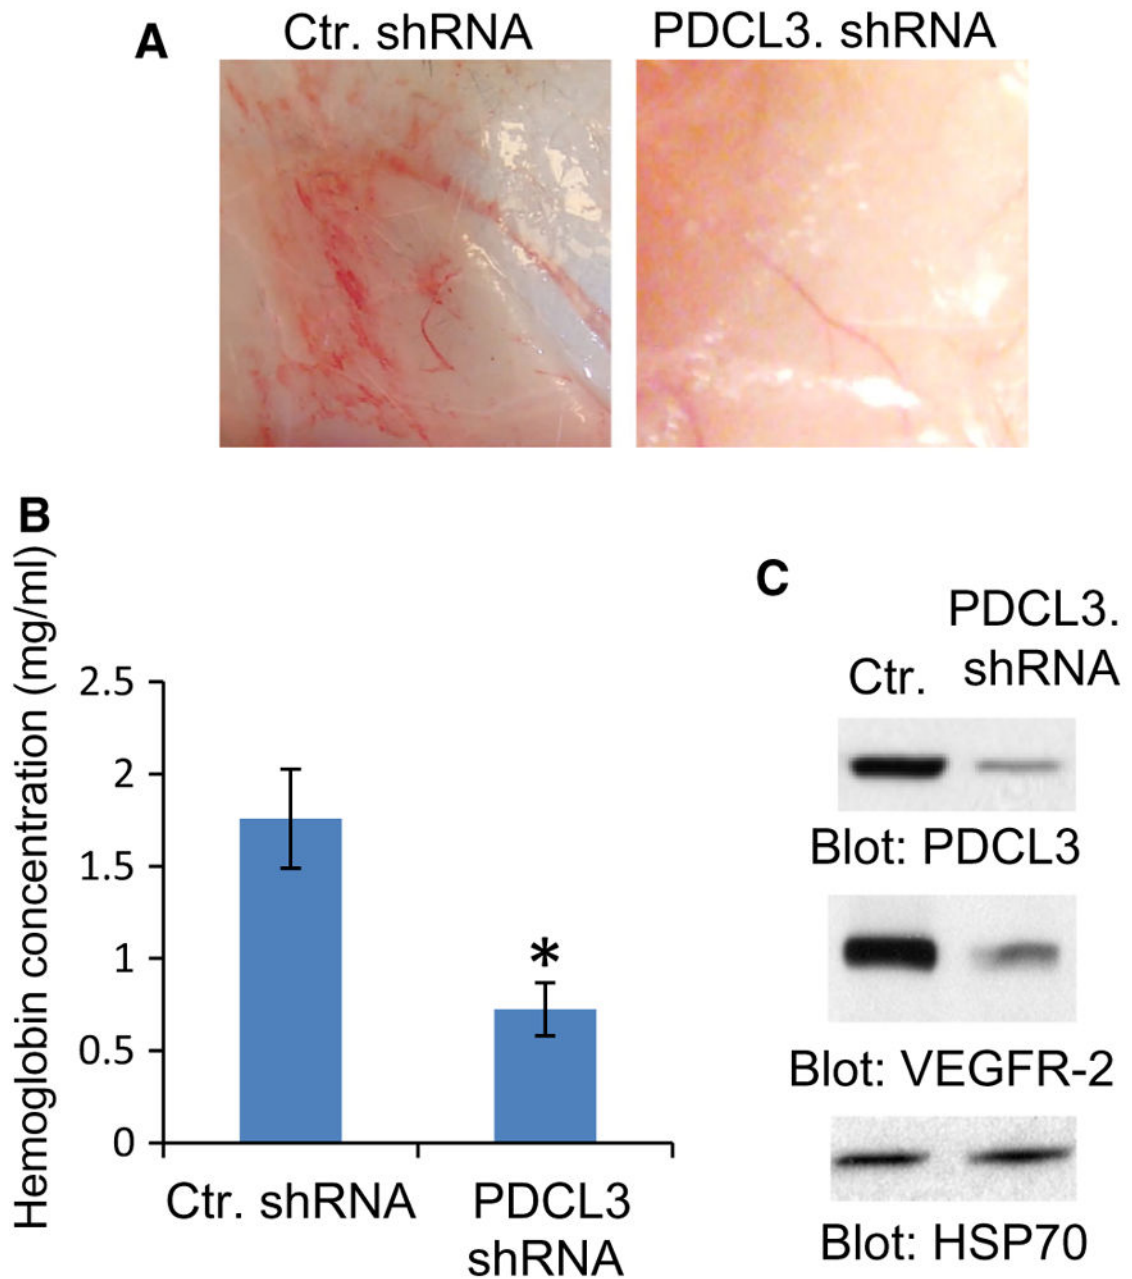 A
Ctr. shRNA
PDCL3. shRNA
B
Hemoglobin concentration (mg/ml)
2.5
2
1.5
1
0.5
0
*
Ctr. shRNA
PDCL3
shRNA
C
Ctr.
PDCL3.
shRNA
Blot: PDCL3
Blot: VEGFR-2
Blot: HSP70